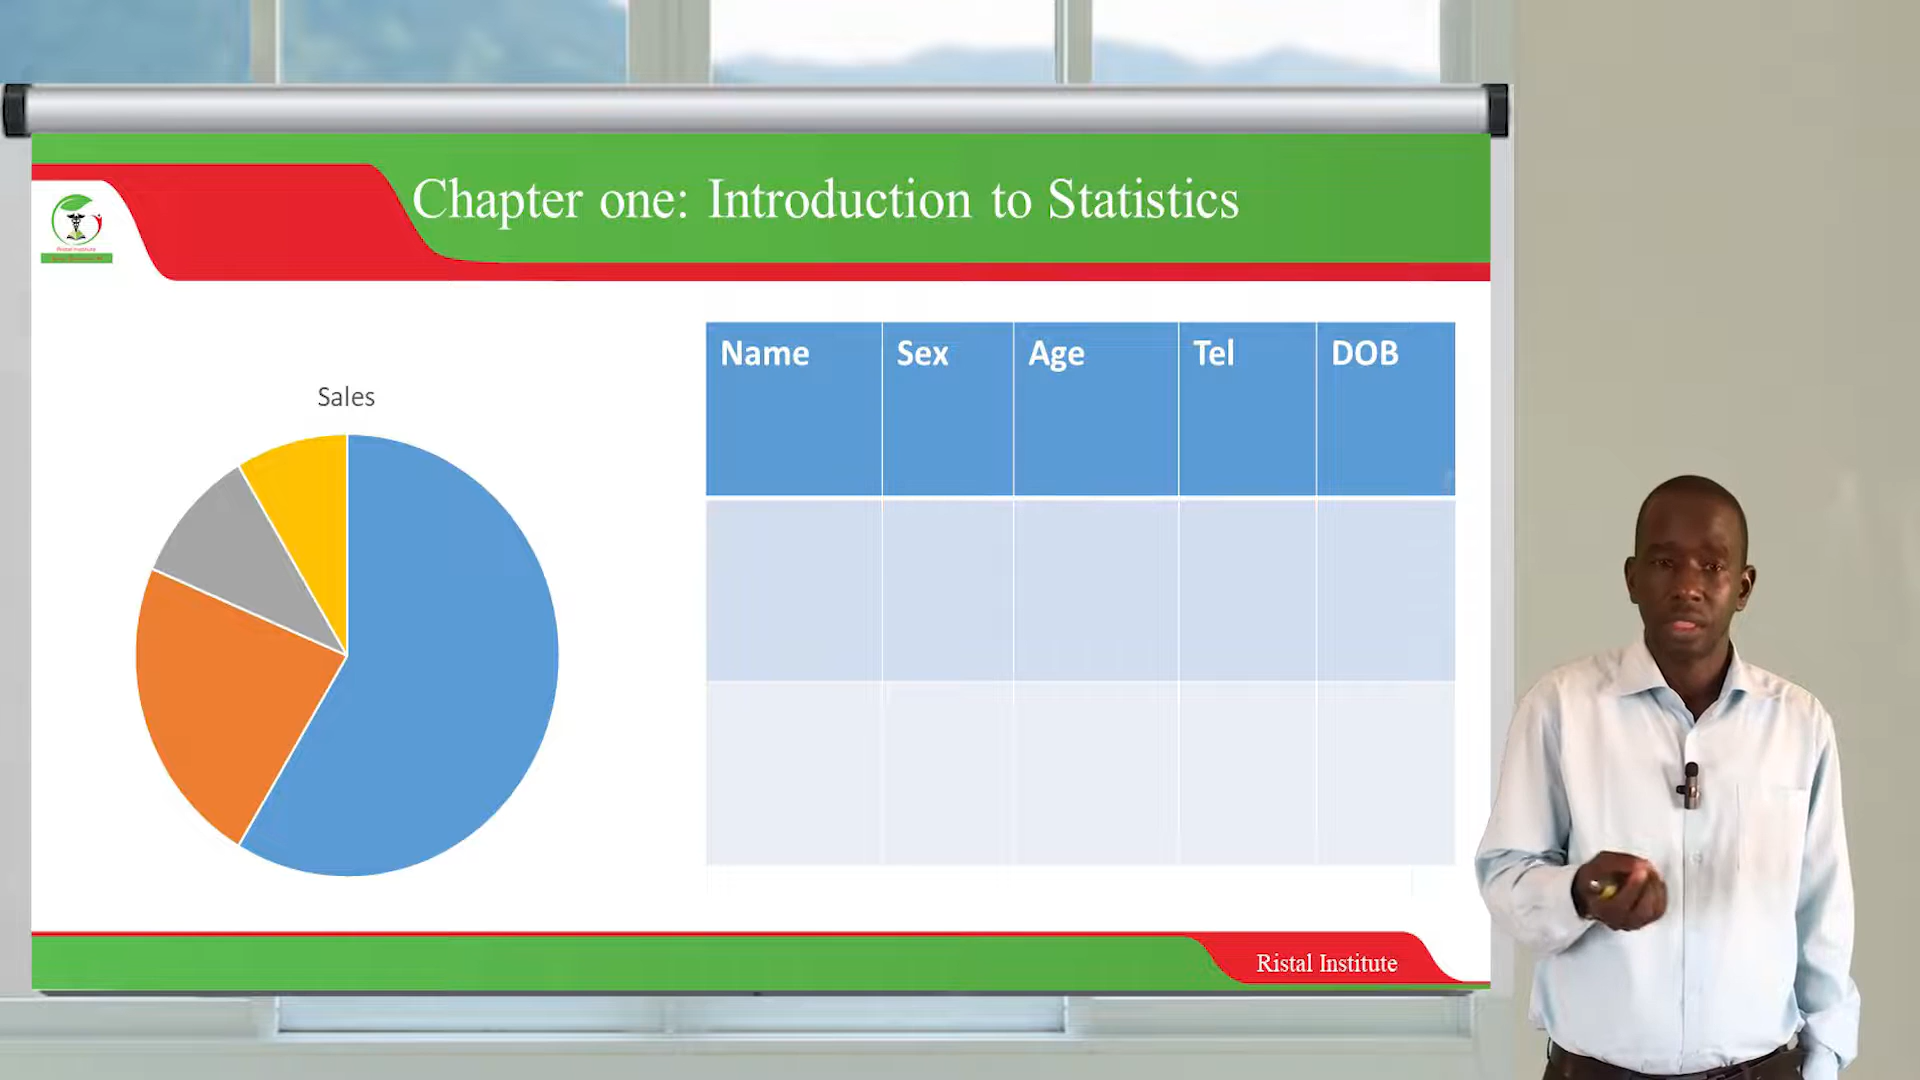 Chapter one: Introduction to Statistics
Sales
Name Sex Age Tel DOB
Ristal Institute